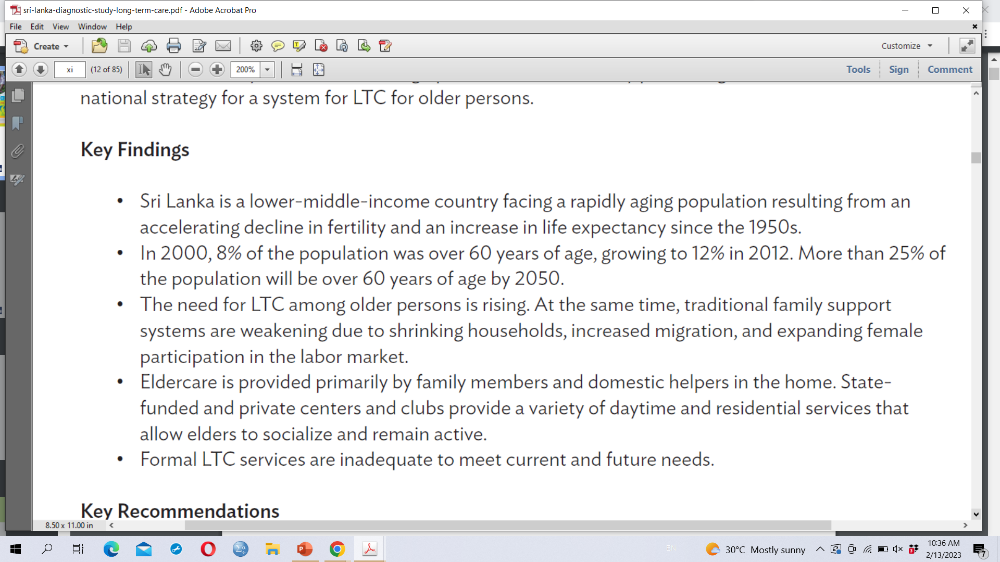 sri-lanka-diagnostic-study-long-term-care.pdf - Adobe Acrobat Pro
File Edit View Window Help
Create
Customize
xi (12 of 85) 200%
Tools Sign Comment
national strategy for a system for LTC for older persons.
Key Findings
• Sri Lanka is a lower-middle-income country facing a rapidly aging population resulting from an
accelerating decline in fertility and an increase in life expectancy since the 1950s.
• In 2000, 8% of the population was over 60 years of age, growing to 12% in 2012. More than 25% of
the population will be over 60 years of age by 2050.
• The need for LTC among older persons is rising. At the same time, traditional family support
systems are weakening due to shrinking households, increased migration, and expanding female
participation in the labor market.
• Eldercare is provided primarily by family members and domestic helpers in the home. State-
funded and private centers and clubs provide a variety of daytime and residential services that
allow elders to socialize and remain active.
• Formal LTC services are inadequate to meet current and future needs.
Key Recommendations
8.50 x 11.00 in
EN
30°C Mostly sunny
10:36 AM
2/13/2023
7